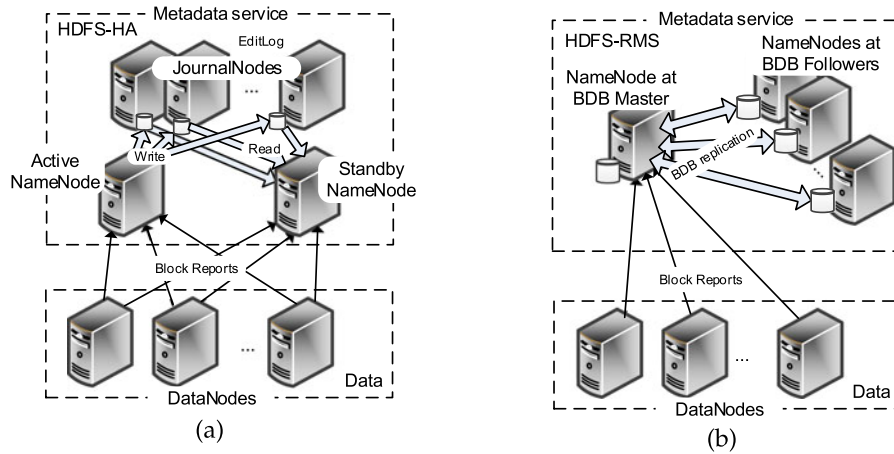 Metadata service
HDFS-HA
EditLog
JournalNodes
...
Write
Read
Active
NameNode
Standby
NameNode
Block Reports
...
Data
DataNodes
(a)
Metadata service
HDFS-RMS
NameNodes at
BDB Followers
NameNode at
BDB Master
BDB replication
...
Block Reports
...
Data
DataNodes
(b)